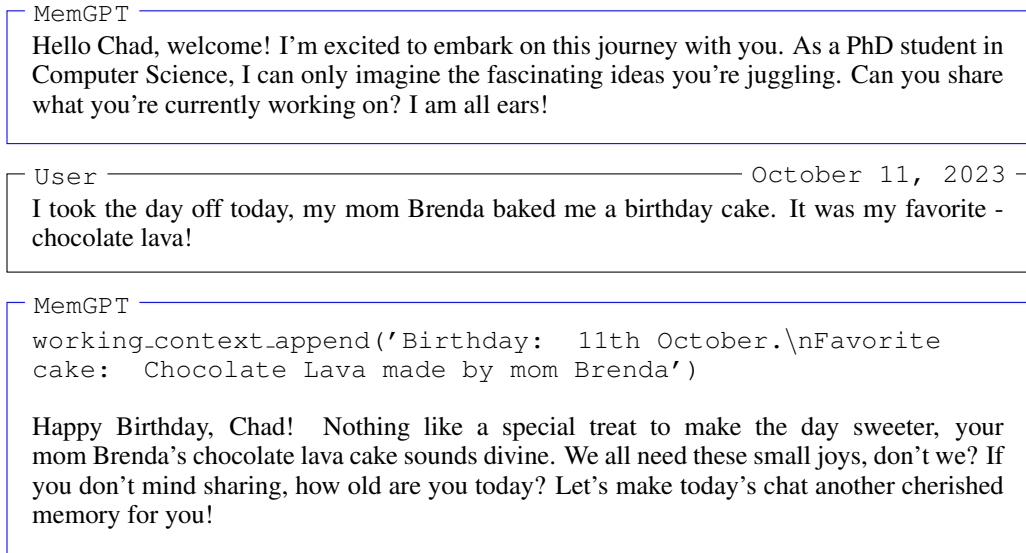 MemGPT
Hello Chad, welcome! I'm excited to embark on this journey with you. As a PhD student in
Computer Science, I can only imagine the fascinating ideas you're juggling. Can you share
what you're currently working on? I am all ears!
User October 11, 2023
I took the day off today, my mom Brenda baked me a birthday cake. It was my favorite -
chocolate lava!
MemGPT
working_context_append('Birthday: 11th October.\nFavorite
cake: Chocolate Lava made by mom Brenda')
Happy Birthday, Chad! Nothing like a special treat to make the day sweeter, your
mom Brenda's chocolate lava cake sounds divine. We all need these small joys, don't we? If
you don't mind sharing, how old are you today? Let's make today's chat another cherished
memory for you!